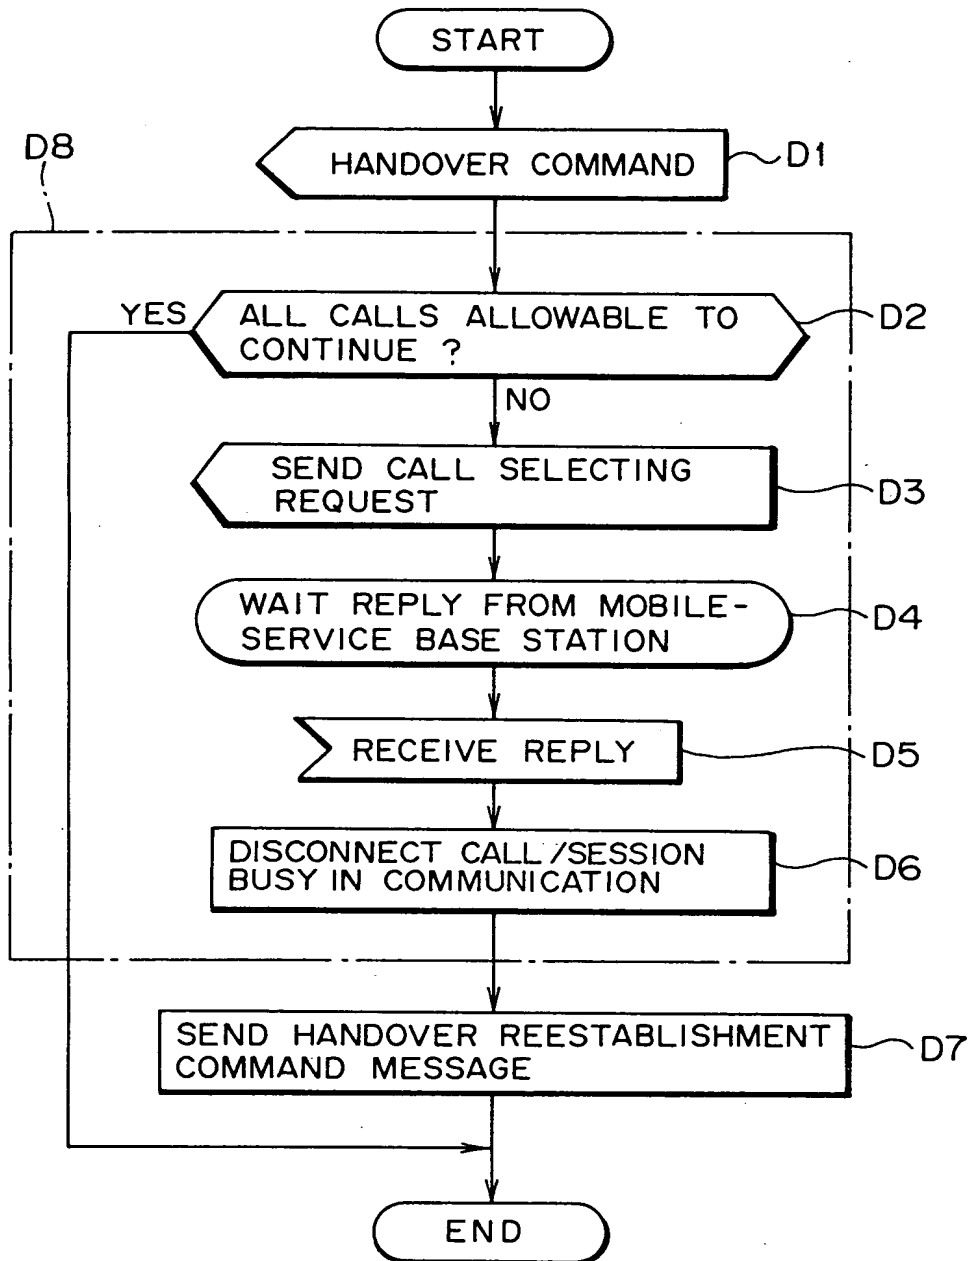 START
HANDOVER COMMAND
D1
D8
YES
ALL CALLS ALLOWABLE TO
CONTINUE ?
D2
NO
SEND CALL SELECTING
REQUEST
D3
WAIT REPLY FROM MOBILE-
SERVICE BASE STATION
D4
RECEIVE REPLY
D5
DISCONNECT CALL/SESSION
BUSY IN COMMUNICATION
D6
SEND HANDOVER REESTABLISHMENT
COMMAND MESSAGE
D7
END